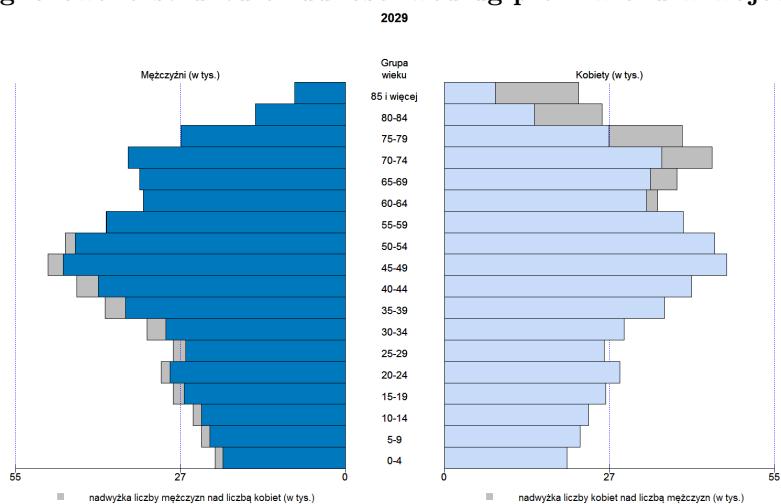 2029
Mężczyźni (w tys.)
Grupa
wieku
Kobiety (w tys.)
85 i więcej
80-84
75-79
70-74
65-69
60-64
55-59
50-54
45-49
40-44
35-39
30-34
25-29
20-24
15-19
10-14
5-9
0-4
55 27 0 0 27 55
nadwyżka liczby mężczyzn nad liczbą kobiet (w tys.) nadwyżka liczby kobiet nad liczbą mężczyzn (w tys.)